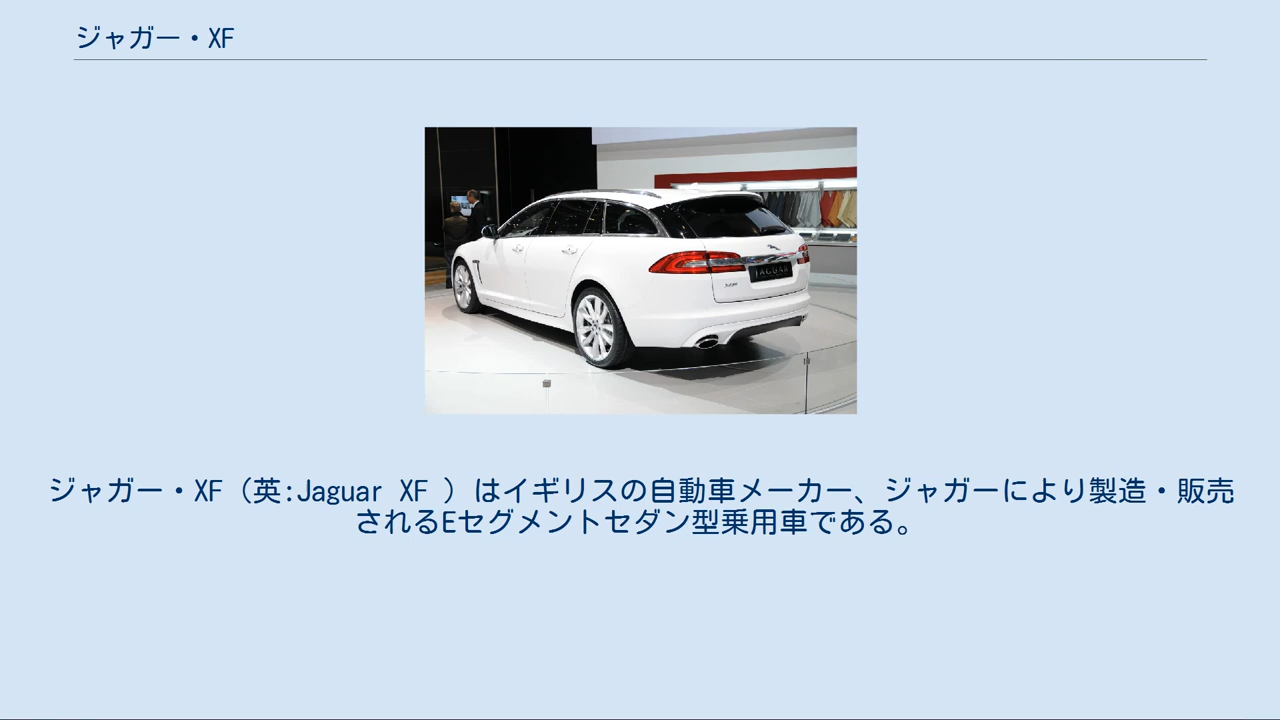 ジャガー・XF
JAGUAR
ジャガー・XF（英:Jaguar XF ）はイギリスの自動車メーカー、ジャガーにより製造・販売
されるEセグメントセダン型乗用車である。